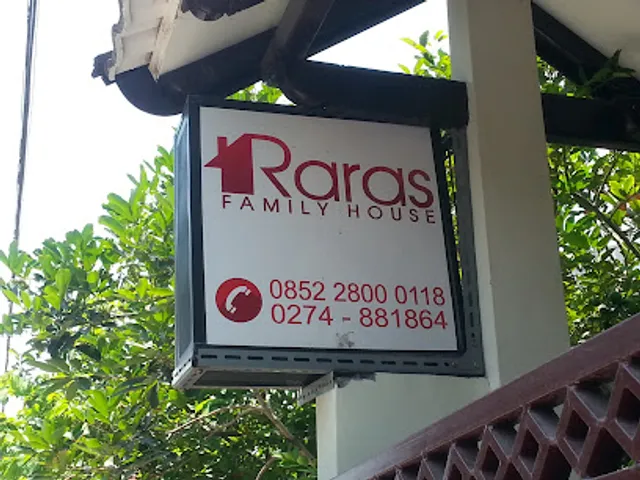 Raras
FAMILY HOUSE
0852 2800 0118
0274 - 881864